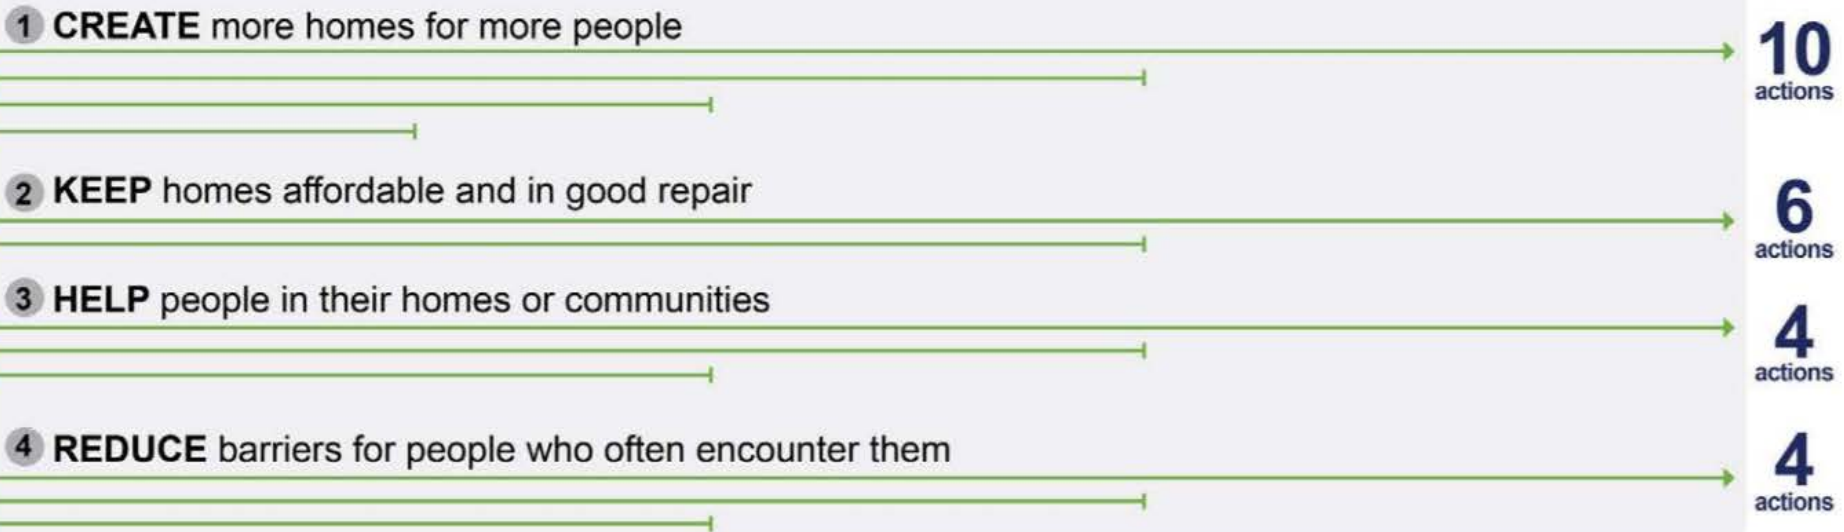 1 CREATE more homes for more people
10
actions
2 KEEP homes affordable and in good repair
6
actions
3 HELP people in their homes or communities
4
actions
4 REDUCE barriers for people who often encounter them
4
actions